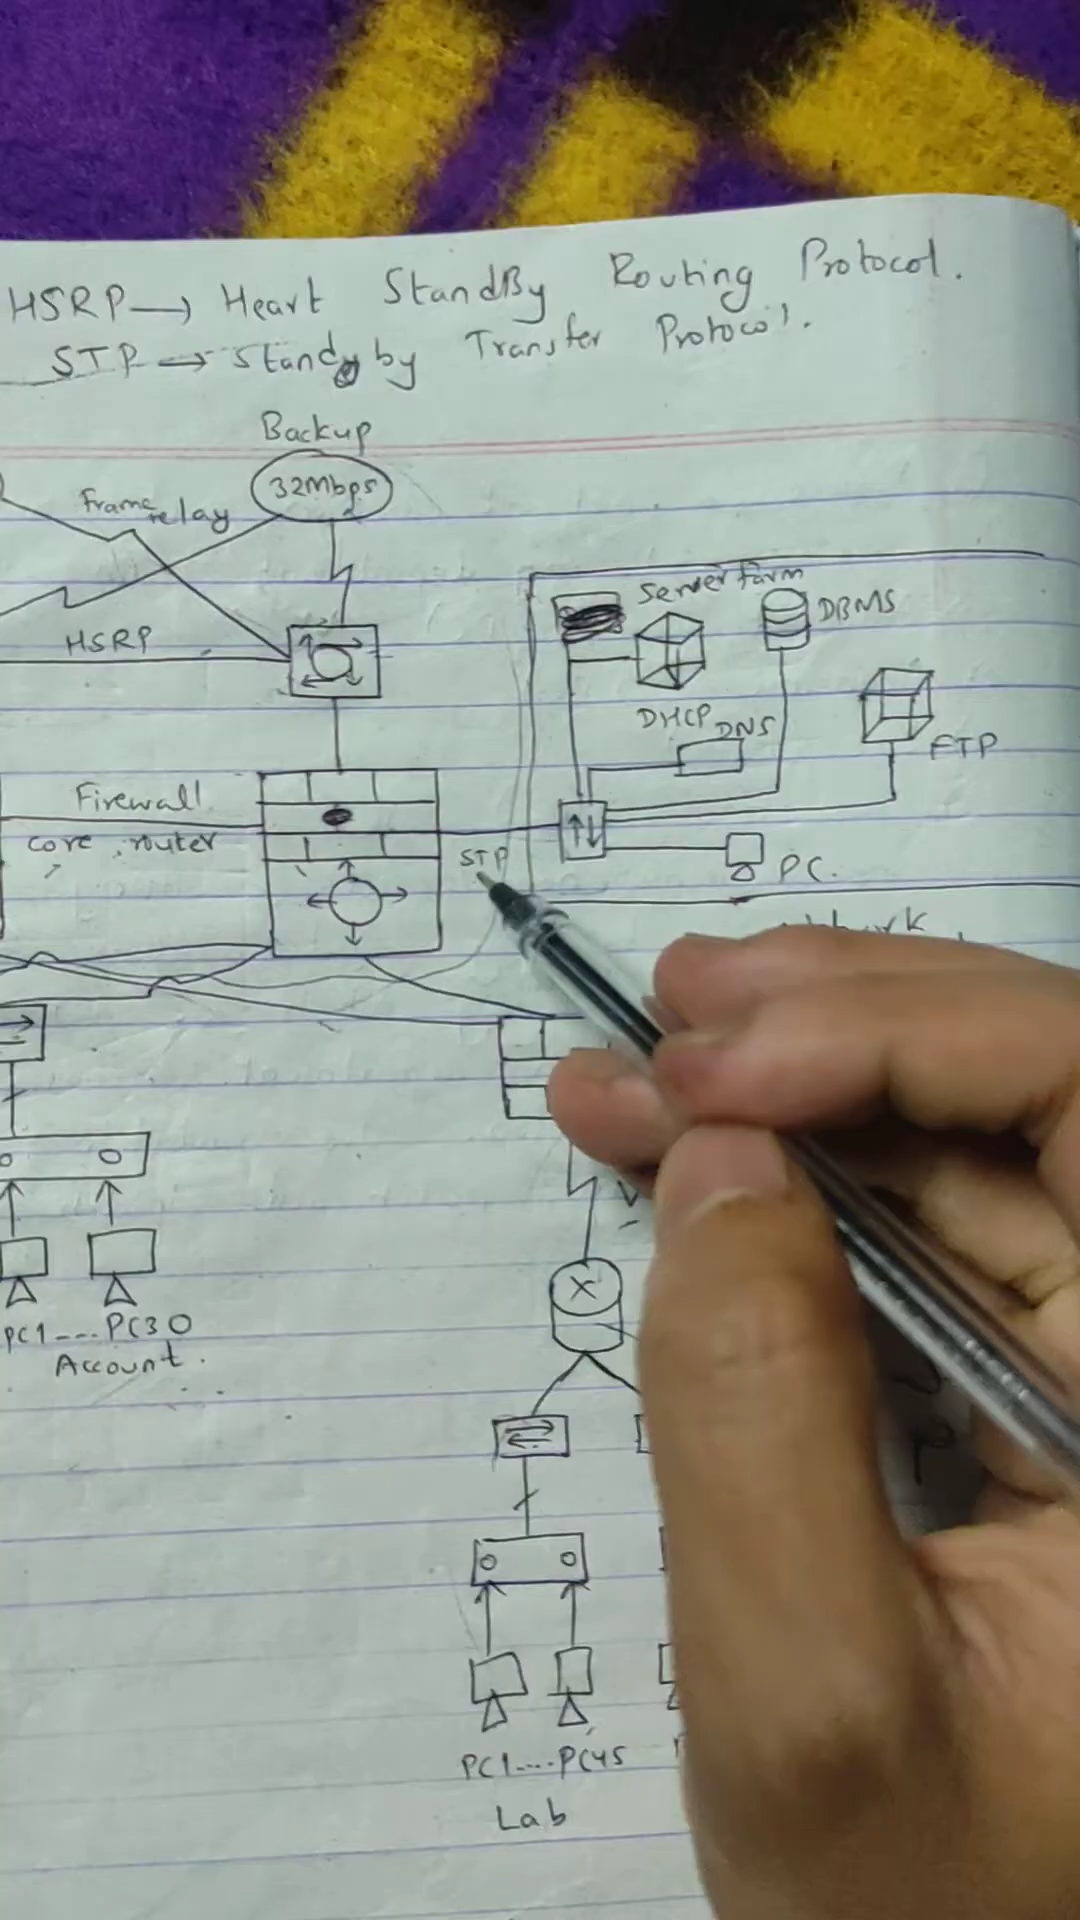 HSRP → Heart StandBy Routing Protocol.
STP → Standby Transfer Protocol.
Backup
32Mbps
Frame relay
HSRP
Server farm
DBMS
DHCP
DNS
FTP
Firewall
core router
STP
PC.
PC1----PC30
Account.
PC1....PC45
Lab